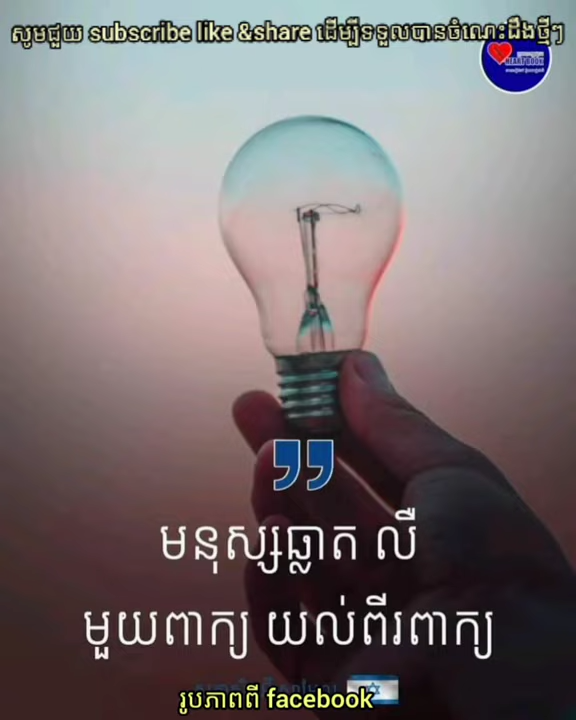 សូមជួយ subscribe like &share ដើម្បីទទួលបានចំណេះដឹងថ្មីៗ
HEART BOOK
”
មនុស្សឆ្លាត លឺ
មួយពាក្យ យល់ពីរពាក្យ
រូបភាពពី facebook